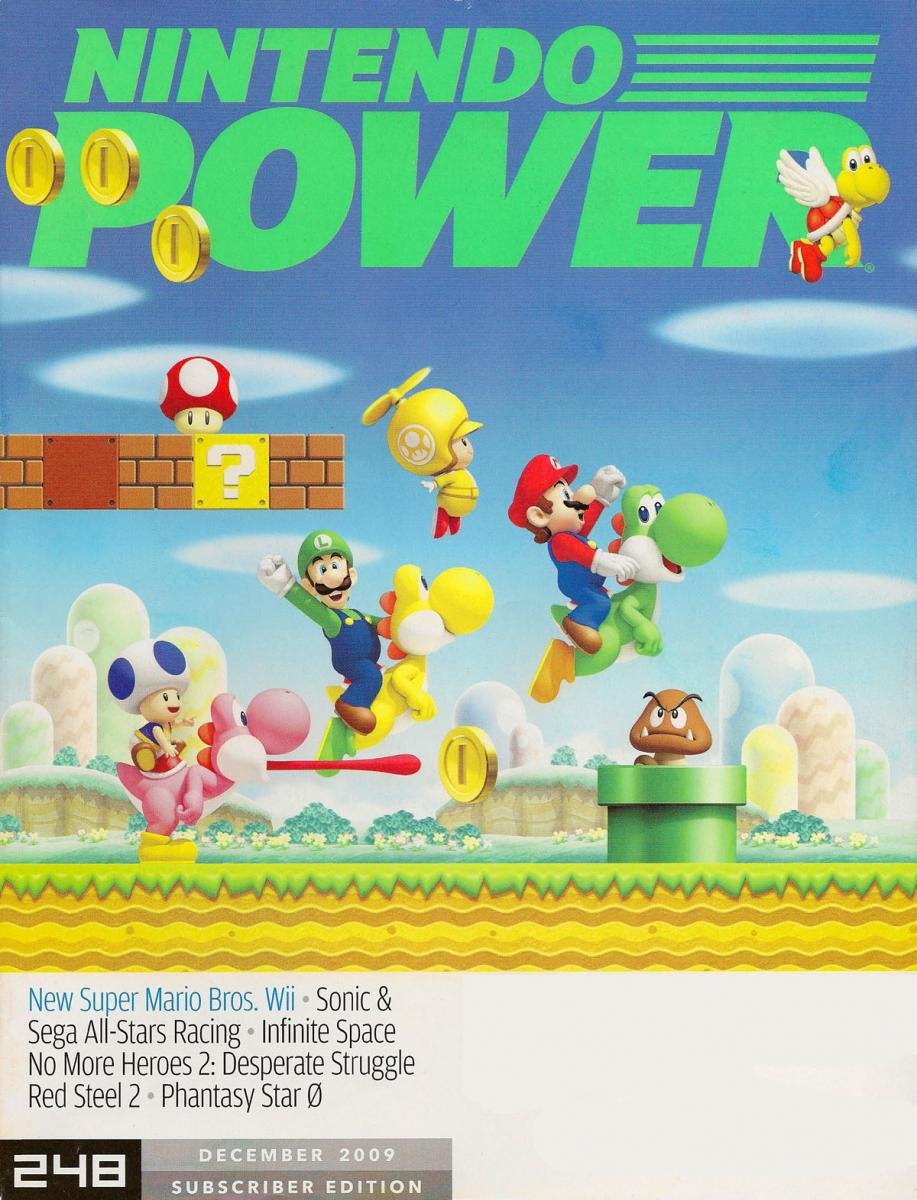 NINTENDO
POWER®
?
L
M
New Super Mario Bros. Wii • Sonic &
Sega All-Stars Racing • Infinite Space
No More Heroes 2: Desperate Struggle
Red Steel 2 • Phantasy Star Ø
248
DECEMBER 2009
SUBSCRIBER EDITION